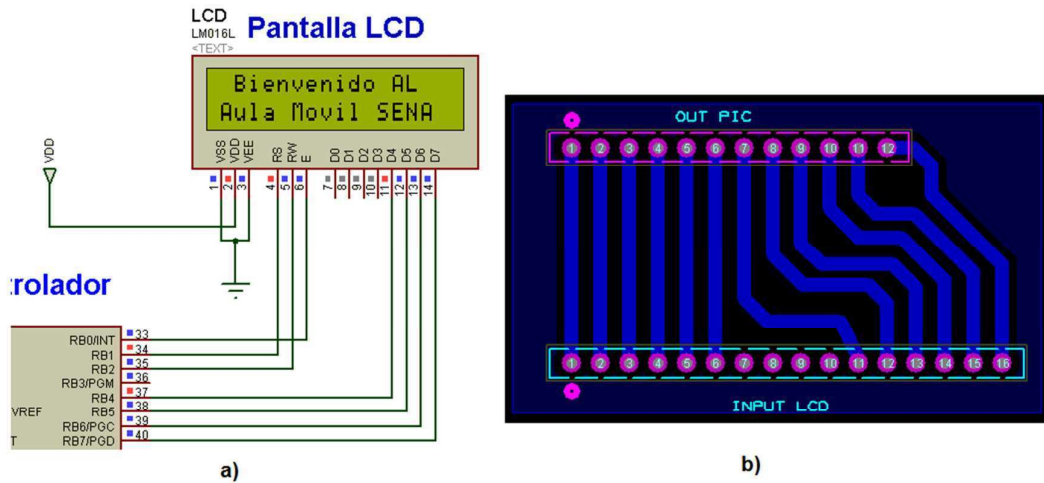 LCD
LM016L
<TEXT>
Pantalla LCD
Bienvenido AL
Aula Movil SENA
VDD
VSS VDD VEE RS RW E D0 D1 D2 D3 D4 D5 D6 D7
1 2 3 4 5 6 7 8 9 10 11 12 13 14
rolador
RB0/INT 33
RB1 34
RB2 35
RB3/PGM 36
RB4 37
VREF RB5 38
RB6/PGC 39
T RB7/PGD 40
a)
OUT PIC
1 2 3 4 5 6 7 8 9 10 11 12
1 2 3 4 5 6 7 8 9 10 11 12 13 14 15 16
INPUT LCD
b)